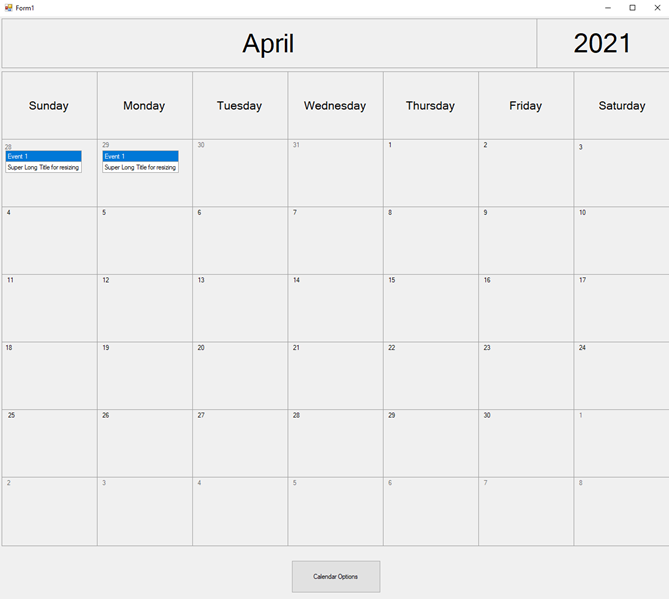 Form1
April 2021
Sunday Monday Tuesday Wednesday Thursday Friday Saturday
28 29 30 31 1 2 3
Event 1 Event 1
Super Long Title for resizing Super Long Title for resizing
4 5 6 7 8 9 10
11 12 13 14 15 16 17
18 19 20 21 22 23 24
25 26 27 28 29 30 1
2 3 4 5 6 7 8
Calendar Options